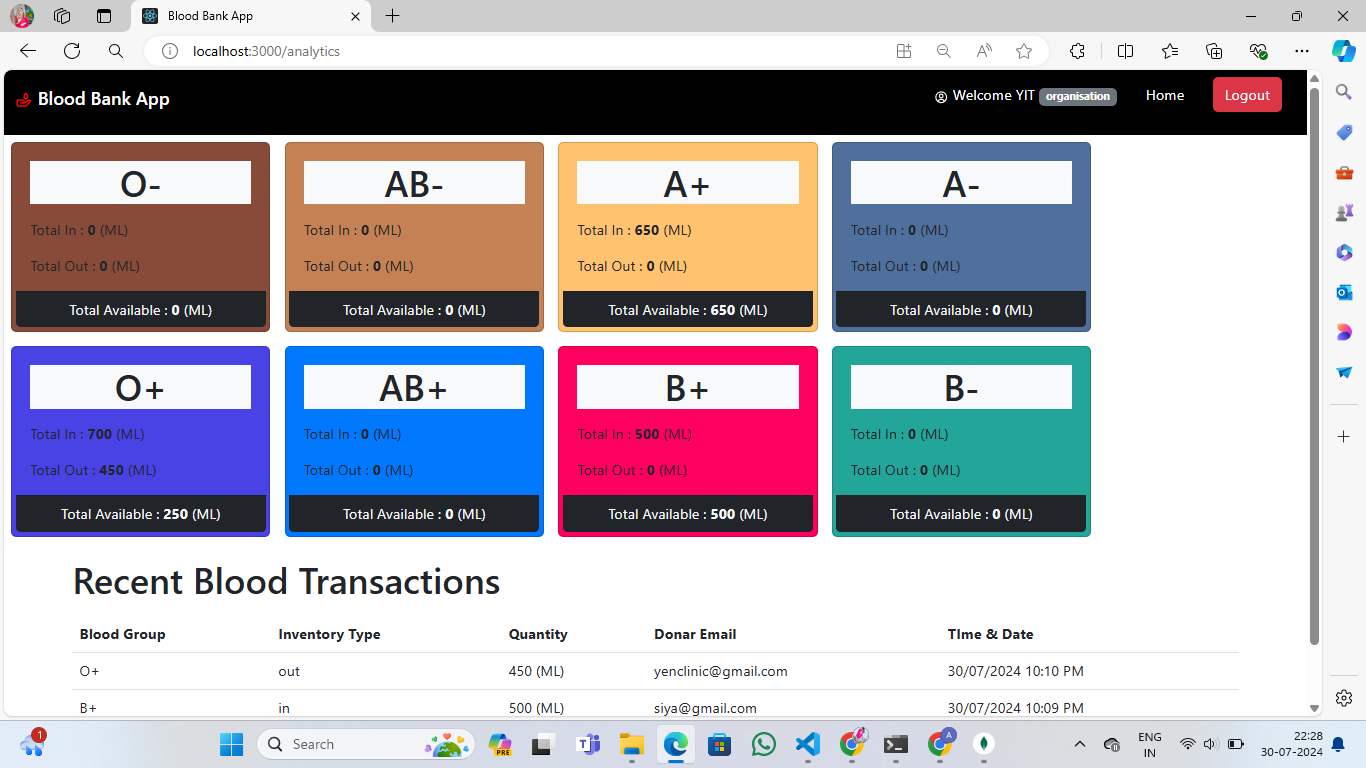 Blood Bank App
localhost:3000/analytics
Blood Bank App
Welcome YIT organisation Home Logout
O- AB- A+ A-
Total In : 0 (ML) Total In : 0 (ML) Total In : 650 (ML) Total In : 0 (ML)
Total Out : 0 (ML) Total Out : 0 (ML) Total Out : 0 (ML) Total Out : 0 (ML)
Total Available : 0 (ML) Total Available : 0 (ML) Total Available : 650 (ML) Total Available : 0 (ML)
O+ AB+ B+ B-
Total In : 700 (ML) Total In : 0 (ML) Total In : 500 (ML) Total In : 0 (ML)
Total Out : 450 (ML) Total Out : 0 (ML) Total Out : 0 (ML) Total Out : 0 (ML)
Total Available : 250 (ML) Total Available : 0 (ML) Total Available : 500 (ML) Total Available : 0 (ML)
Recent Blood Transactions
Blood Group Inventory Type Quantity Donar Email TIme & Date
O+ out 450 (ML) yenclinic@gmail.com 30/07/2024 10:10 PM
B+ in 500 (ML) siya@gmail.com 30/07/2024 10:09 PM
1
Search
PRE
A
ENG
IN
22:28
30-07-2024